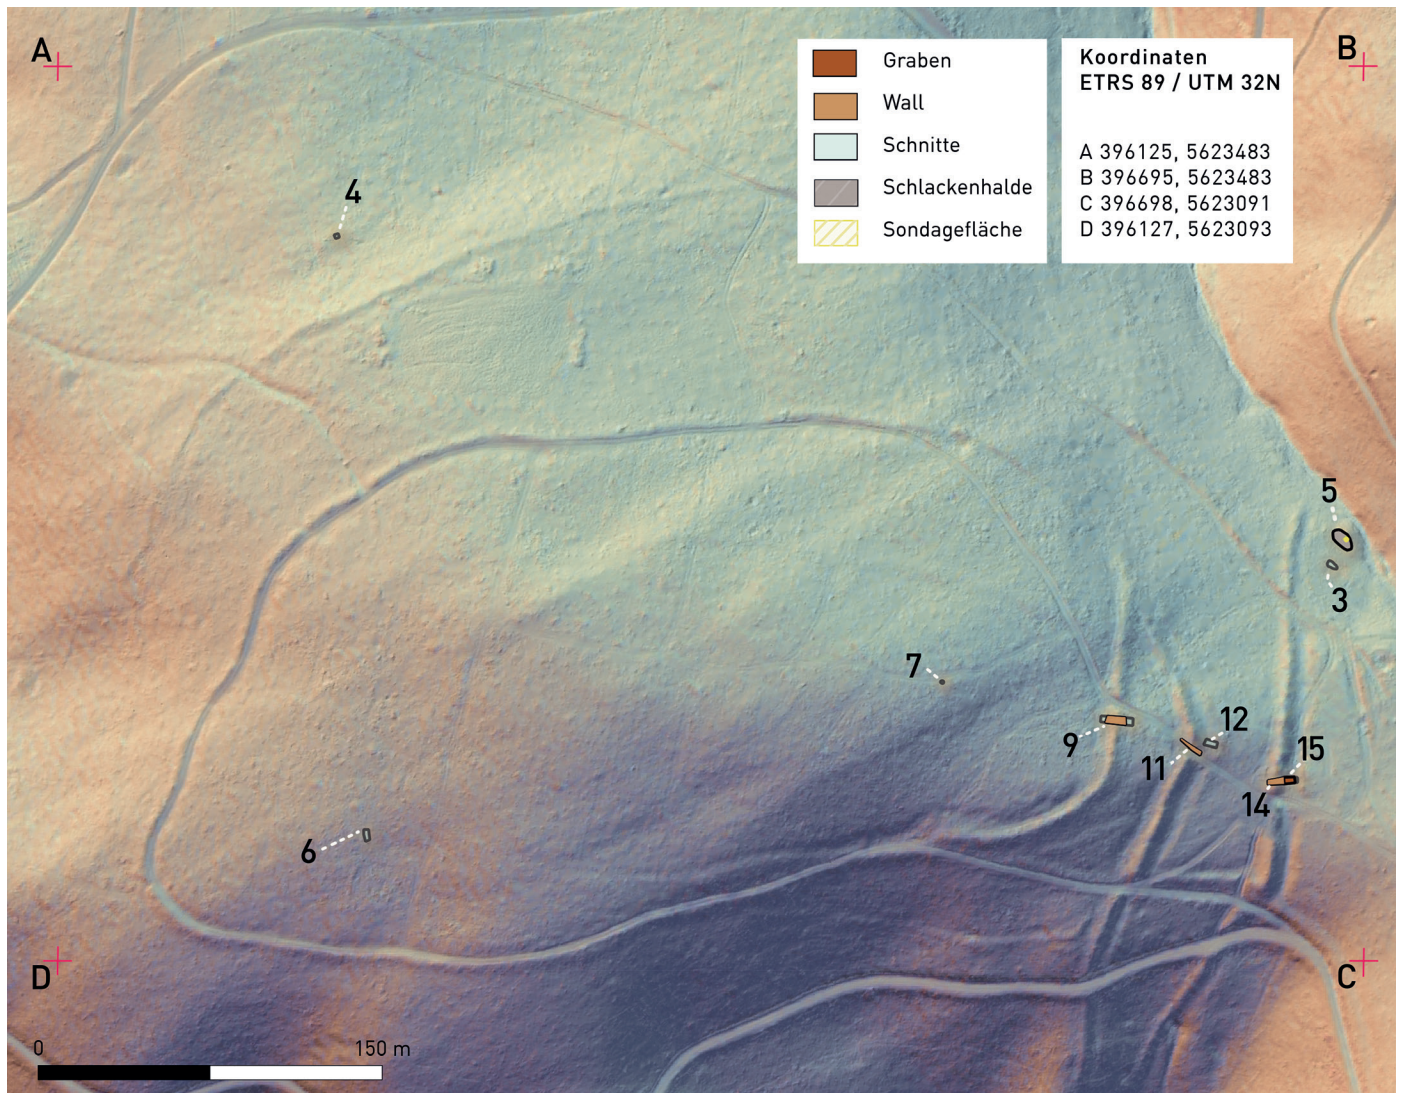 A
B
Graben
Wall
Schnitte
Schlackenhalde
Sondagefläche
Koordinaten
ETRS 89 / UTM 32N
A 396125, 5623483
B 396695, 5623483
C 396698, 5623091
D 396127, 5623093
4
5
3
7
9
12
11
15
14
6
D
C
0
150 m